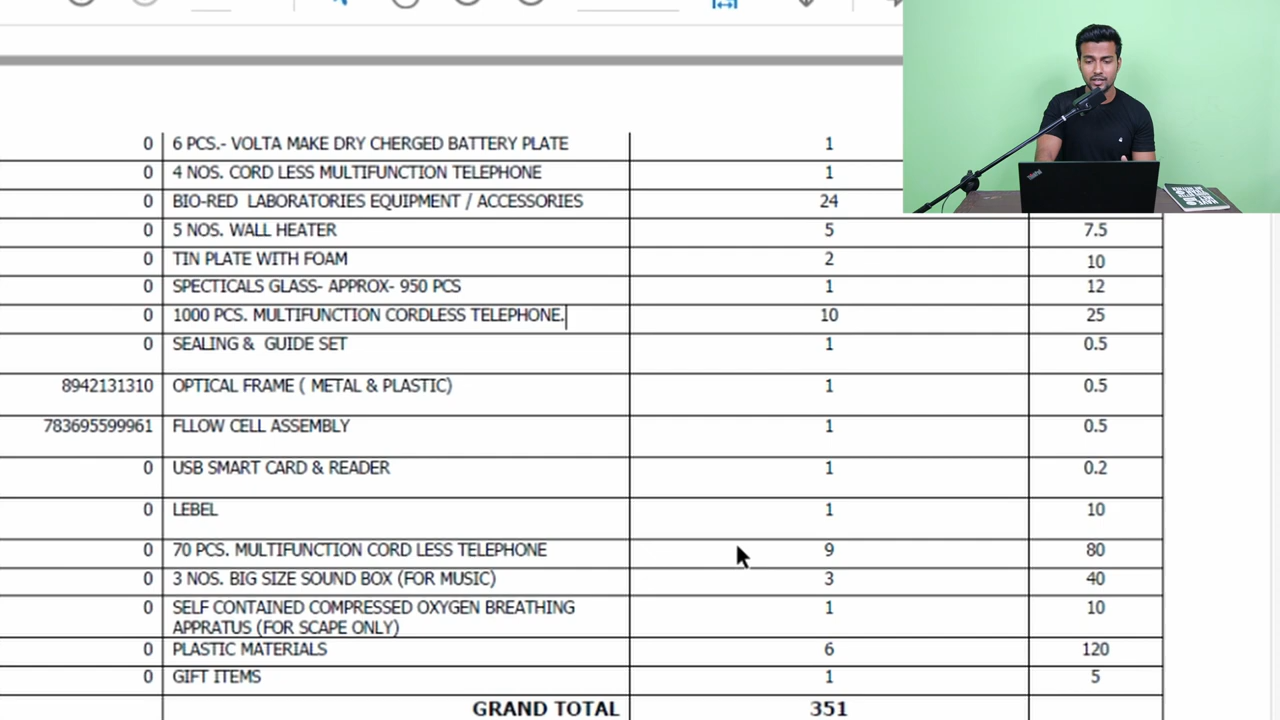 0 6 PCS.- VOLTA MAKE DRY CHERGED BATTERY PLATE 1
0 4 NOS. CORD LESS MULTIFUNCTION TELEPHONE 1
0 BIO-RED LABORATORIES EQUIPMENT / ACCESSORIES 24
0 5 NOS. WALL HEATER 5 7.5
0 TIN PLATE WITH FOAM 2 10
0 SPECTICALS GLASS- APPROX- 950 PCS 1 12
0 1000 PCS. MULTIFUNCTION CORDLESS TELEPHONE. 10 25
0 SEALING & GUIDE SET 1 0.5
8942131310 OPTICAL FRAME ( METAL & PLASTIC) 1 0.5
783695599961 FLLOW CELL ASSEMBLY 1 0.5
0 USB SMART CARD & READER 1 0.2
0 LEBEL 1 10
0 70 PCS. MULTIFUNCTION CORD LESS TELEPHONE 9 80
0 3 NOS. BIG SIZE SOUND BOX (FOR MUSIC) 3 40
0 SELF CONTAINED COMPRESSED OXYGEN BREATHING 1 10
APPRATUS (FOR SCAPE ONLY)
0 PLASTIC MATERIALS 6 120
0 GIFT ITEMS 1 5
GRAND TOTAL 351